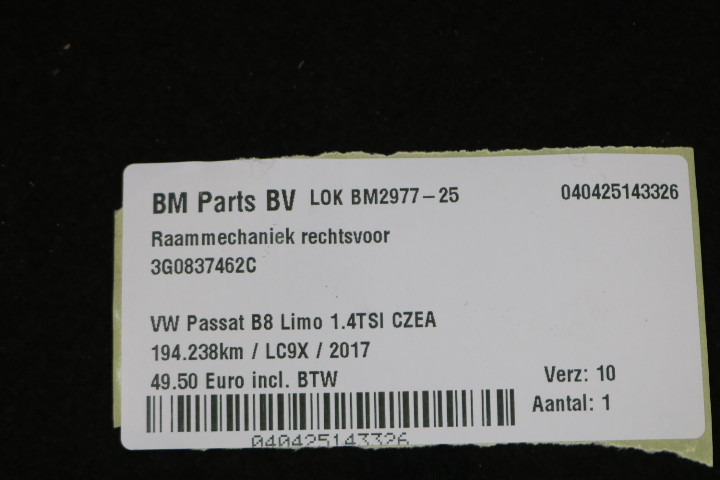 BM Parts BV LOK BM2977-25 040425143326
Raammechaniek rechtsvoor
3G0837462C
VW Passat B8 Limo 1.4TSI CZEA
194.238km / LC9X / 2017
49.50 Euro incl. BTW Verz: 10
Aantal: 1
040425143326